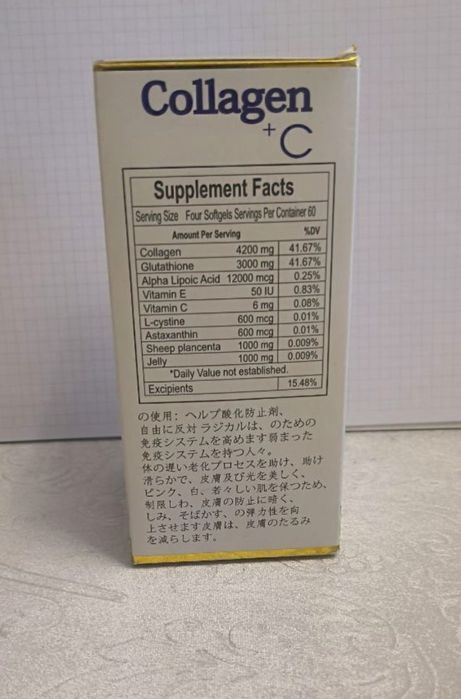 Collagen
+C
Supplement Facts
Serving Size Four Softgels Servings Per Container 60
Amount Per Serving %DV
Collagen 4200 mg 41.67%
Glutathione 3000 mg 41.67%
Alpha Lipoic Acid 12000 mcg 0.25%
Vitamin E 50 IU 0.83%
Vitamin C 6 mg 0.08%
L-cystine 600 mcg 0.01%
Astaxanthin 600 mcg 0.01%
Sheep plancenta 1000 mg 0.009%
Jelly 1000 mg 0.009%
*Daily Value not established.
Excipients 15.48%
の使用: ヘルプ酸化防止剤、
自由に反対ラジカルは、のための
免疫システムを高めます弱まった
免疫システムを持つ人々。
体の遅い老化プロセスを助け、助け
滑らかで、皮膚及び光を美しく、
ピンク、白、若々しい肌を保つため、
制限しわ、皮膚の防止に暗く、
しみ、そばかす、の弾力性を向
上させます皮膚は、皮膚のたるみ
を減らします。